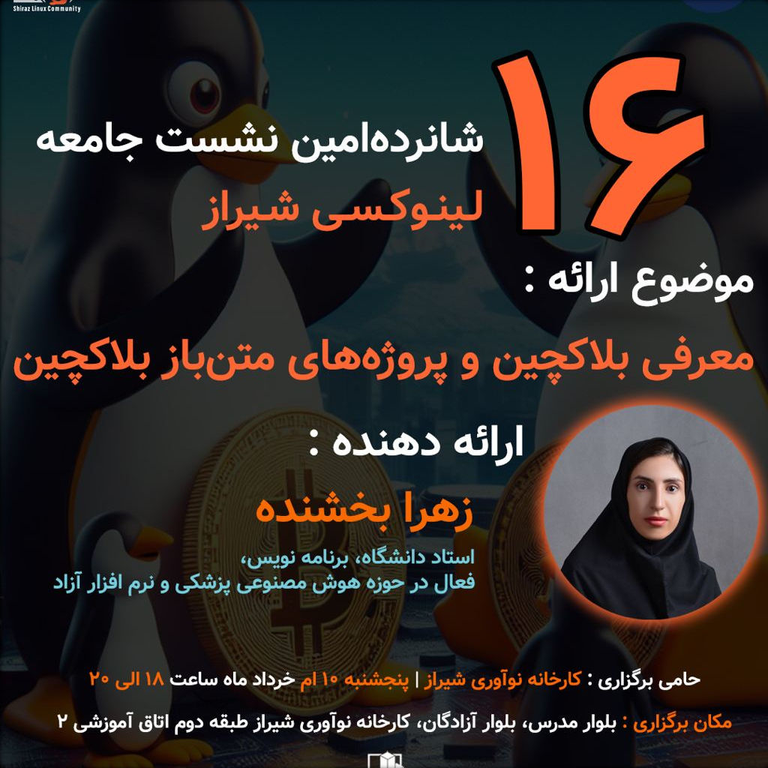 Shiraz Linux Community
۱۶
شانزده‌امین نشست جامعه
لینوکسی شیراز
موضوع ارائه :
معرفی بلاکچین و پروژه‌های متن‌باز بلاکچین
ارائه دهنده :
زهرا بخشنده
استاد دانشگاه، برنامه نویس،
فعال در حوزه هوش مصنوعی پزشکی و نرم افزار آزاد
حامی برگزاری : کارخانه نوآوری شیراز | پنجشنبه ۱۰ ام خرداد ماه ساعت ۱۸ الی ۲۰
مکان برگزاری : بلوار مدرس، بلوار آزادگان، کارخانه نوآوری شیراز طبقه دوم اتاق آموزشی ۲